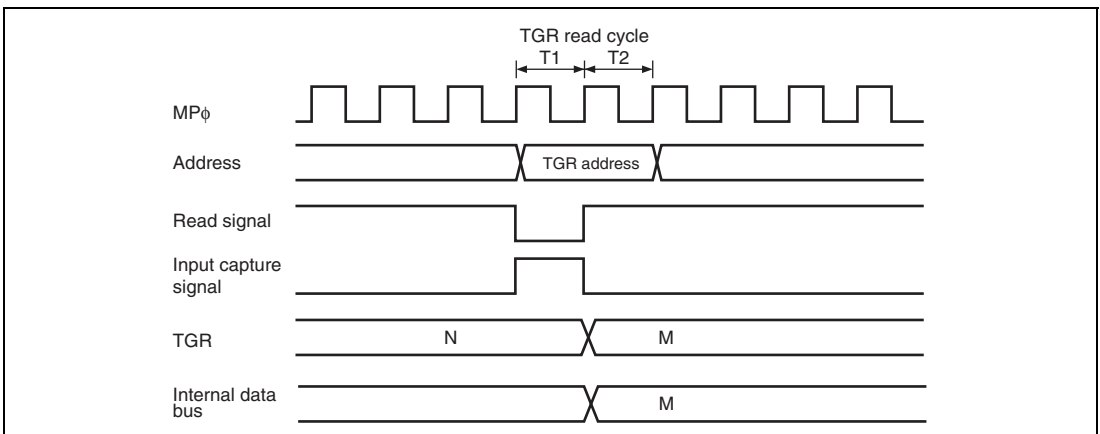 TGR read cycle
T1 T2
MPϕ
Address
TGR address
Read signal
Input capture
signal
TGR
N
M
Internal data
bus
M